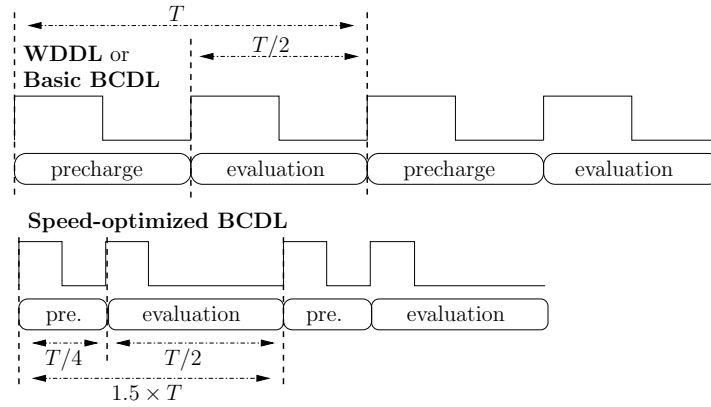 T
WDDL or
T/2
Basic BCDL
precharge evaluation precharge evaluation
Speed-optimized BCDL
pre. evaluation pre. evaluation
T/4 T/2
1.5 × T